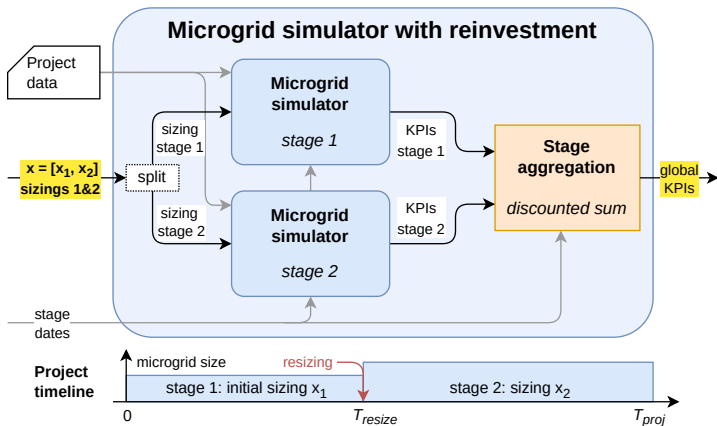 Microgrid simulator with reinvestment
Project
data
Microgrid
simulator
stage 1
sizing
stage 1
KPIs
stage 1
x = [x₁, x₂]
sizings 1&2
split
Stage
aggregation
discounted sum
global
KPIs
sizing
stage 2
Microgrid
simulator
stage 2
KPIs
stage 2
stage
dates
Project
timeline
microgrid size
resizing
stage 1: initial sizing x₁
stage 2: sizing x₂
0
T_resize
T_proj